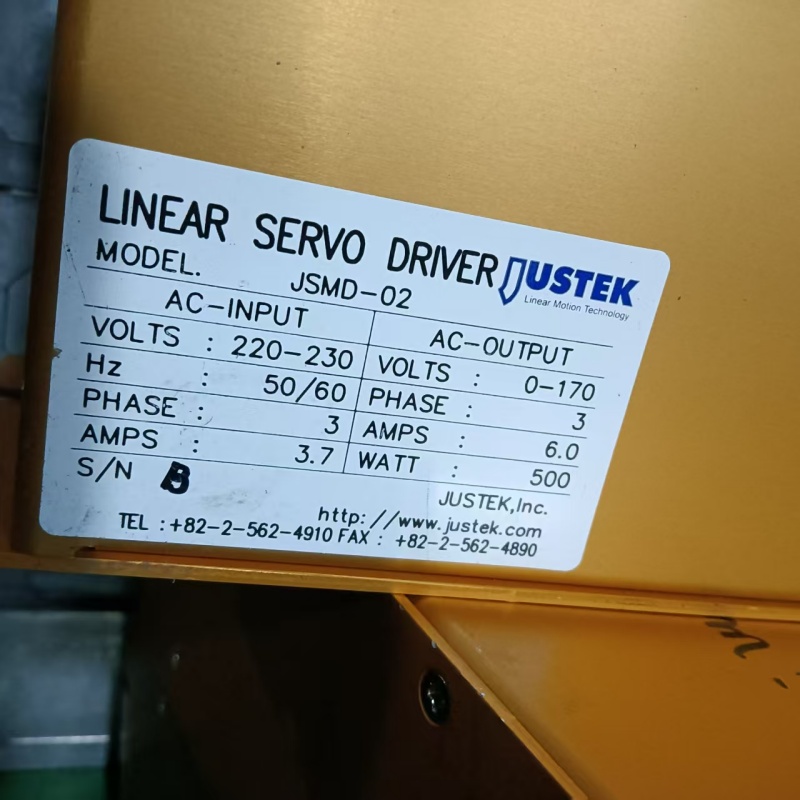 LINEAR SERVO DRIVER JUSTEK
Linear Motion Technology
MODEL. JSMD-02
AC-INPUT AC-OUTPUT
VOLTS : 220-230 VOLTS : 0-170
Hz : 50/60 PHASE : 3
PHASE : 3 AMPS : 6.0
AMPS : 3.7 WATT : 500
S/N B
JUSTEK,Inc.
http://www.justek.com
TEL :+82-2-562-4910 FAX : +82-2-562-4890